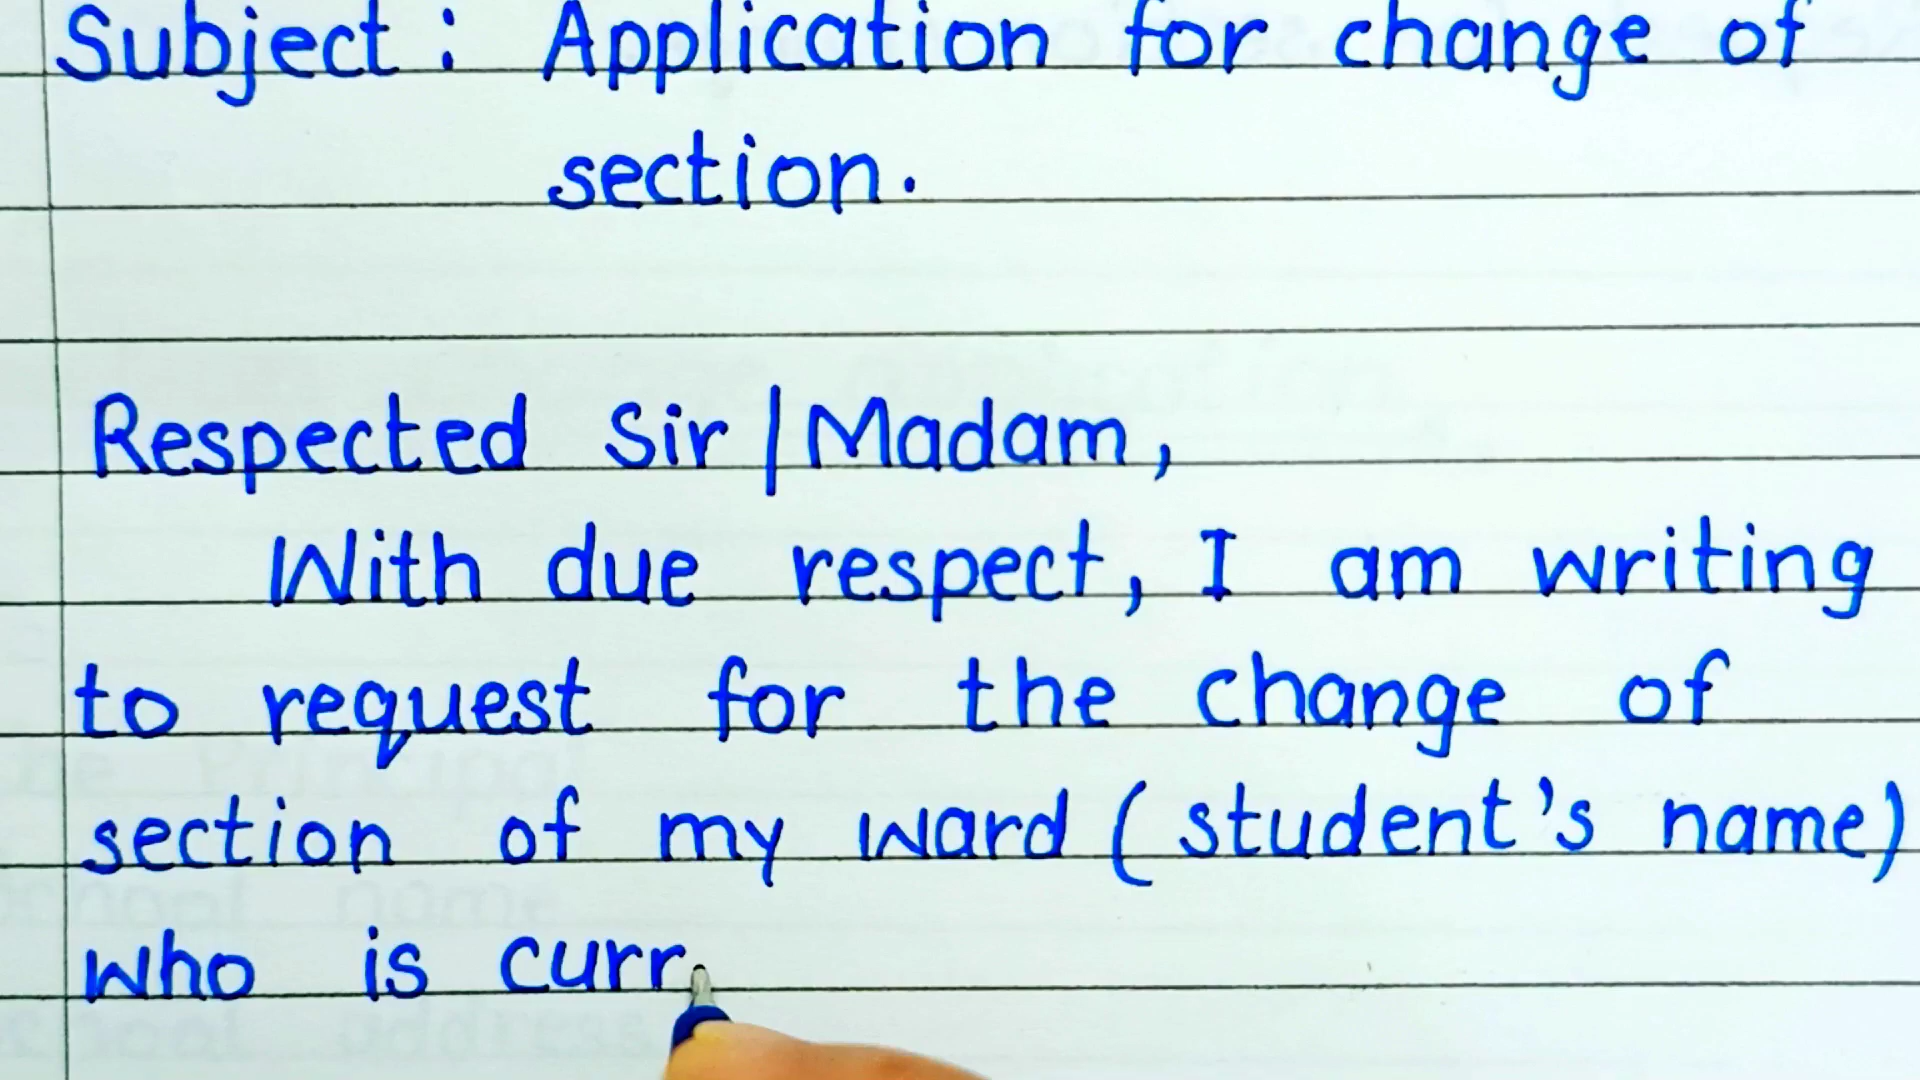 Subject: Application for change of
section.
Respected Sir/Madam,
With due respect, I am writing
to request for the change of
section of my ward (student's name)
who is curr